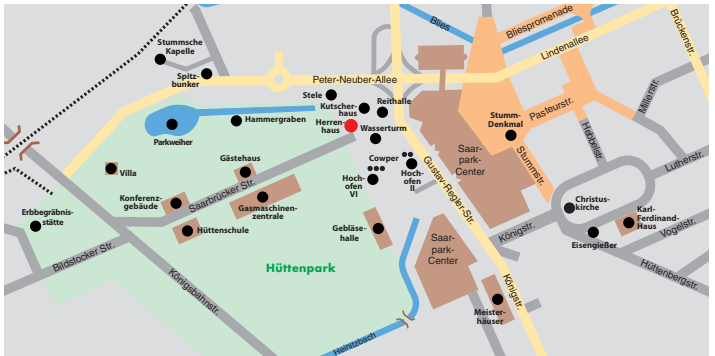 Stummsche
Kapelle
Spitz-
bunker
Bliespromenade
Blies
Lindenallee
Brückenstr.
Peter-Neuber-Allee
Stele
Kutscher-
haus
Reithalle
Herren-
haus
Wasserturm
Hammergraben
Parkweiher
Millerstr.
Pasteurstr.
Stumm-
Denkmal
Hebbelstr.
Lutherstr.
Saar-
park-
Center
Stummstr.
Gustav-Regler-Str.
Cowper
Hoch-
ofen
VI
Hoch-
ofen
II
Villa
Gästehaus
Saarbrücker Str.
Konferenz-
gebäude
Gasmaschinen-
zentrale
Hüttenschule
Erbbegräbnis-
stätte
Bildstocker Str.
Königsbahnstr.
Hüttenpark
Gebläse-
halle
Saar-
park-
Center
Königstr.
Christus-
kirche
Karl-
Ferdinand-
Haus
Eisengießer
Vogelstr.
Hüttenbergstr.
Königstr.
Meister-
häuser
Heinitzbach